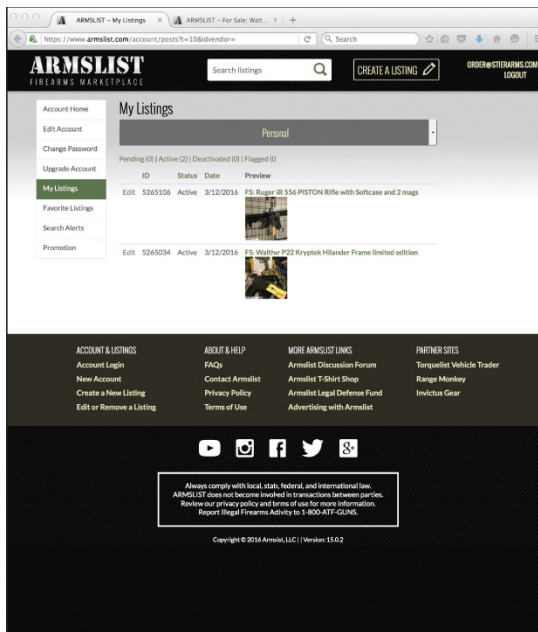 ARMSLIST – My Listings
ARMSLIST – For Sale: Walt...
https://www.armslist.com/account/posts?t=10&idvendor=
Search
ARMSLIST
FIREARMS MARKETPLACE
Search listings
CREATE A LISTING
ORDER@STIERARMS.COM
LOGOUT
Account Home
Edit Account
Change Password
Upgrade Account
My Listings
Favorite Listings
Search Alerts
Promotion
My Listings
Personal
Pending (0) | Active (2) | Deactivated (0) | Flagged (0
ID Status Date Preview
Edit 5265106 Active 3/12/2016 FS: Ruger iR 556 PISTON Rifle with Softcase and 2 mags
Edit 5265034 Active 3/12/2016 FS: Walther P22 Kryptek Hilander Frame limited edition
ACCOUNT & LISTINGS
Account Login
New Account
Create a New Listing
Edit or Remove a Listing
ABOUT & HELP
FAQs
Contact Armslist
Privacy Policy
Terms of Use
MORE ARMSLIST LINKS
Armslist Discussion Forum
Armslist T-Shirt Shop
Armslist Legal Defense Fund
Advertising with Armslist
PARTNER SITES
Torquelist Vehicle Trader
Range Monkey
Invictus Gear
Always comply with local, state, federal, and international law.
ARMSLIST does not become involved in transactions between parties.
Review our privacy policy and terms of use for more information.
Report Illegal Firearms Activity to 1-800-ATF-GUNS.
Copyright © 2016 Armslist, LLC | | Version: 15.0.2